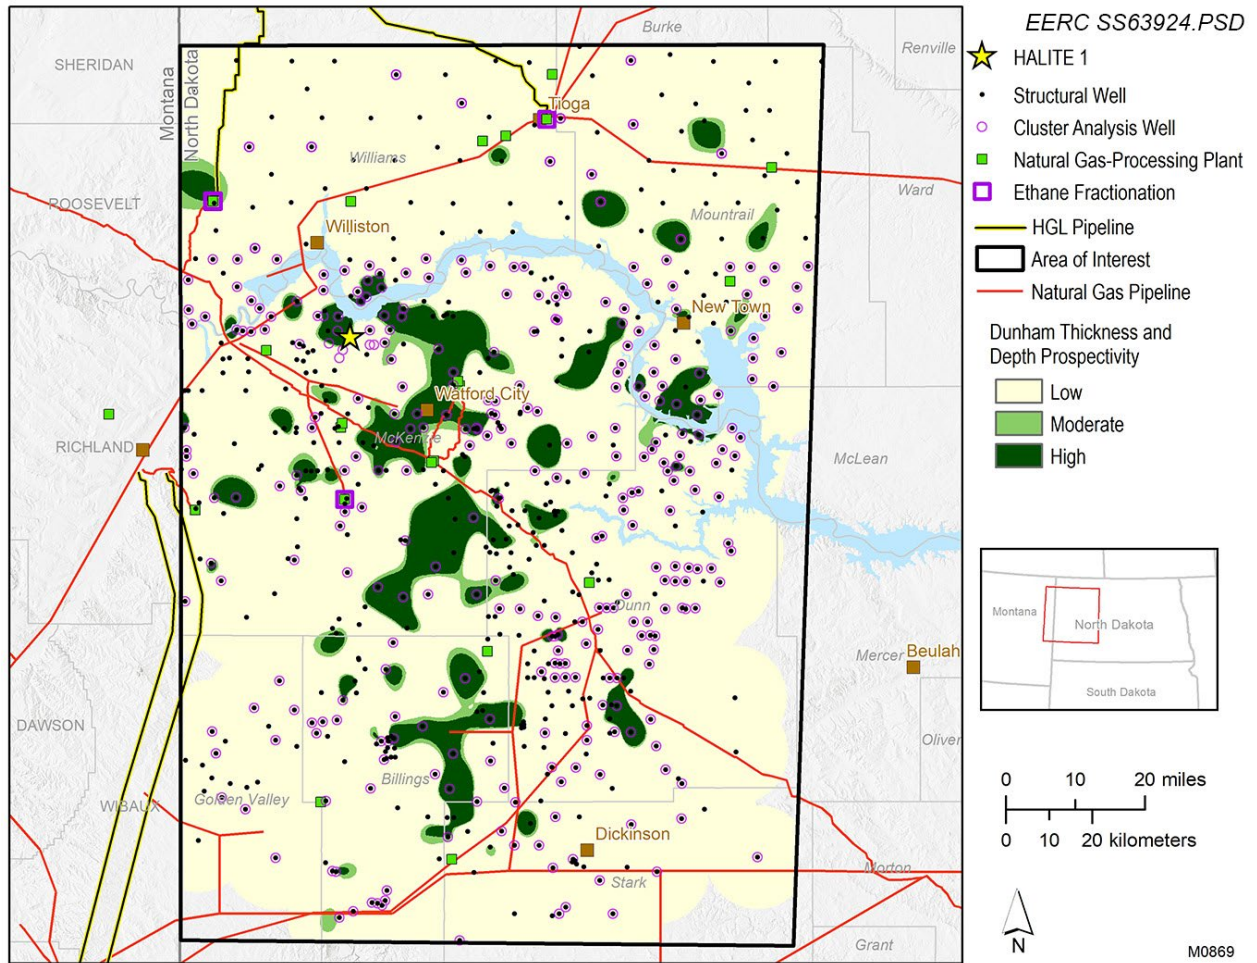 EERC SS63924.PSD
HALITE 1
Structural Well
Cluster Analysis Well
Natural Gas-Processing Plant
Ethane Fractionation
HGL Pipeline
Area of Interest
Natural Gas Pipeline
Dunham Thickness and
Depth Prospectivity
Low
Moderate
High
Burke
Renville
SHERIDAN
Montana
North Dakota
Tioga
Williams
Ward
ROOSEVELT
Mountrail
Williston
New Town
Watford City
McKenzie
RICHLAND
McLean
Dunn
Mercer
Beulah
DAWSON
Oliver
Billings
Golden Valley
WIBAUX
Dickinson
Stark
Morton
Grant
Montana
North Dakota
South Dakota
0 10 20 miles
0 10 20 kilometers
N
M0869